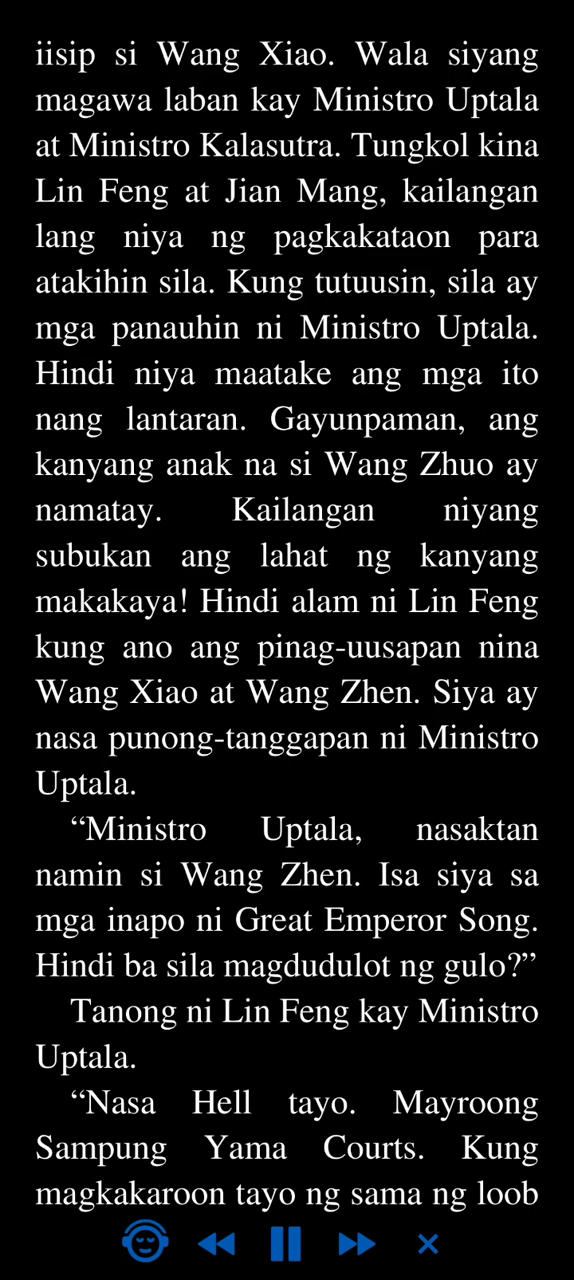 iisip si Wang Xiao. Wala siyang
magawa laban kay Ministro Uptala
at Ministro Kalasutra. Tungkol kina
Lin Feng at Jian Mang, kailangan
lang niya ng pagkakataon para
atakihin sila. Kung tutuusin, sila ay
mga panauhin ni Ministro Uptala.
Hindi niya maatake ang mga ito
nang lantaran. Gayunpaman, ang
kanyang anak na si Wang Zhuo ay
namatay. Kailangan niyang
subukan ang lahat ng kanyang
makakaya! Hindi alam ni Lin Feng
kung ano ang pinag-uusapan nina
Wang Xiao at Wang Zhen. Siya ay
nasa punong-tanggapan ni Ministro
Uptala.
“Ministro Uptala, nasaktan
namin si Wang Zhen. Isa siya sa
mga inapo ni Great Emperor Song.
Hindi ba sila magdudulot ng gulo?”
Tanong ni Lin Feng kay Ministro
Uptala.
“Nasa Hell tayo. Mayroong
Sampung Yama Courts. Kung
magkakaroon tayo ng sama ng loob